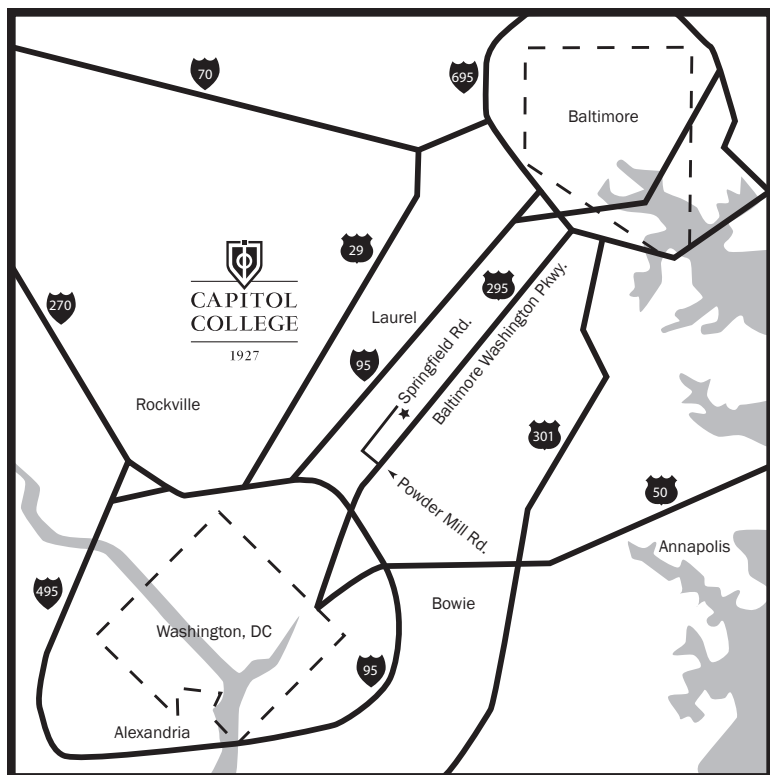 70
695
Baltimore
29
295
270
CAPITOL
COLLEGE
1927
Laurel
Springfield Rd.
Baltimore Washington Pkwy.
95
Rockville
301
50
Powder Mill Rd.
Annapolis
495
Bowie
Washington, DC
95
Alexandria